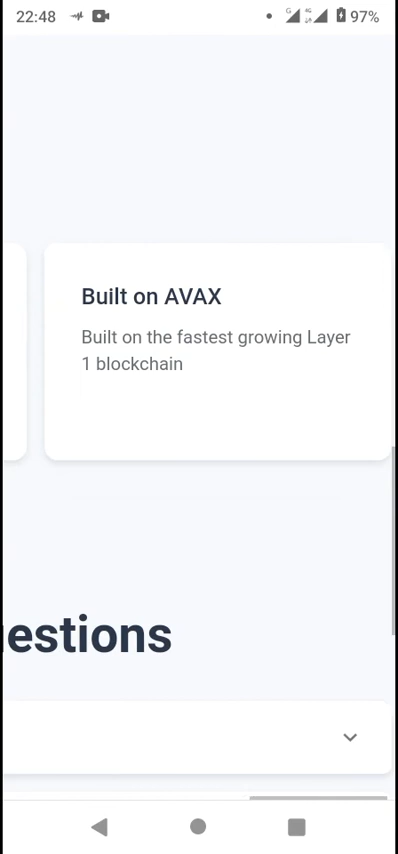 22:48
97%
Built on AVAX
Built on the fastest growing Layer
1 blockchain
estions